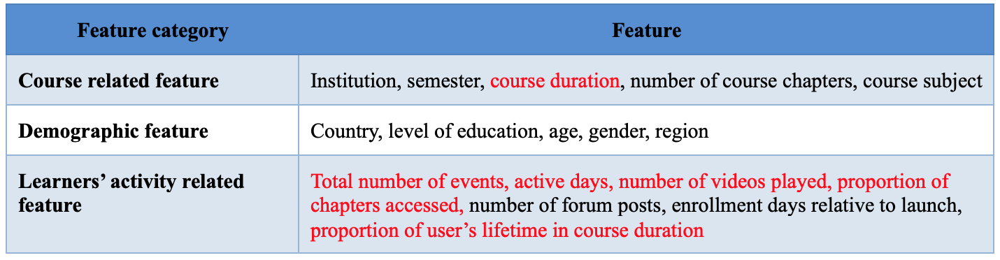 Feature category Feature
Course related feature Institution, semester, course duration, number of course chapters, course subject
Demographic feature Country, level of education, age, gender, region
Learners’ activity related feature
Total number of events, active days, number of videos played, proportion of
chapters accessed, number of forum posts, enrollment days relative to launch,
proportion of user’s lifetime in course duration